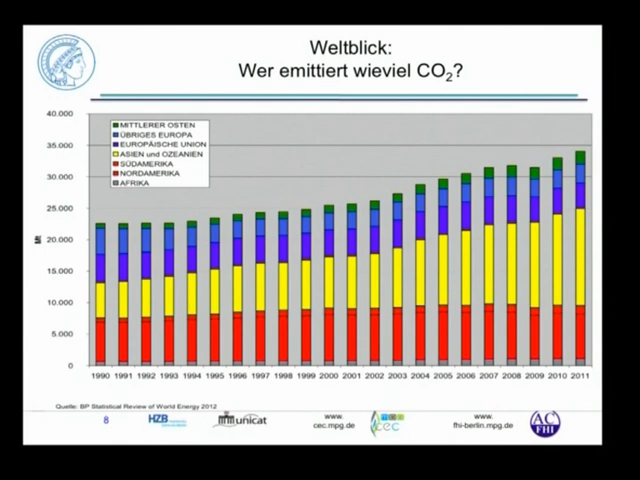 Weltblick:
Wer emittiert wieviel CO₂?
40.000
35.000
30.000
25.000
20.000
15.000
10.000
5.000
0
Mt
MITTLERER OSTEN
ÜBRIGES EUROPA
EUROPÄISCHE UNION
ASIEN und OZEANIEN
SÜDAMERIKA
NORDAMERIKA
AFRIKA
1990 1991 1992 1993 1994 1995 1996 1997 1998 1999 2000 2001 2002 2003 2004 2005 2006 2007 2008 2009 2010 2011
Quelle: BP Statistical Review of World Energy 2012
8
HZB
unicat
www.
cec.mpg.de
cec
www.
fhi-berlin.mpg.de
AC
FHI